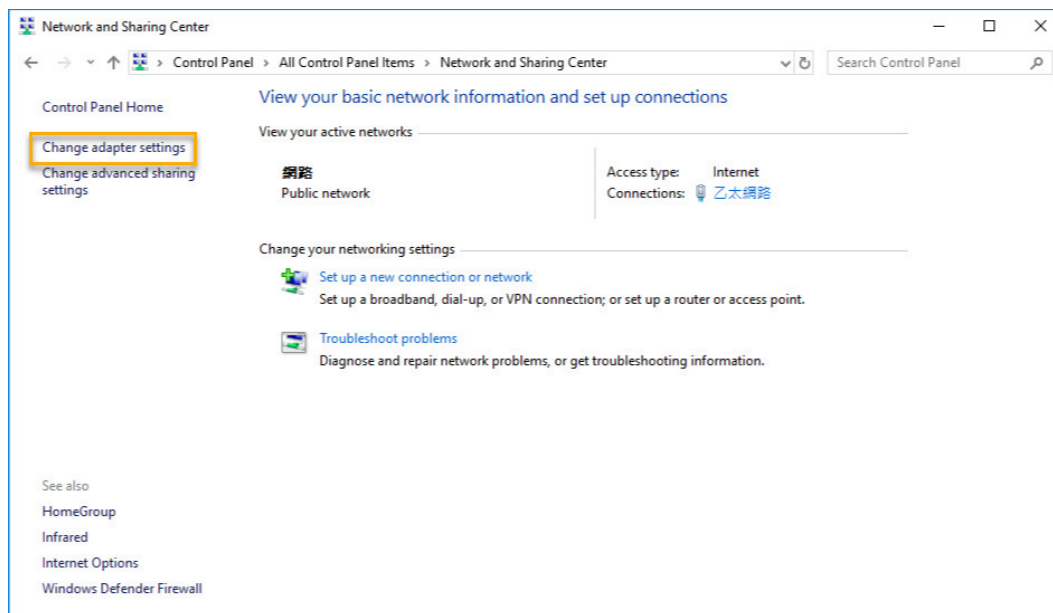 Network and Sharing Center
Control Panel > All Control Panel Items > Network and Sharing Center
Search Control Panel
Control Panel Home
Change adapter settings
Change advanced sharing
settings
View your basic network information and set up connections
View your active networks
網路
Public network
Access type: Internet
Connections: 乙太網路
Change your networking settings
Set up a new connection or network
Set up a broadband, dial-up, or VPN connection; or set up a router or access point.
Troubleshoot problems
Diagnose and repair network problems, or get troubleshooting information.
See also
HomeGroup
Infrared
Internet Options
Windows Defender Firewall